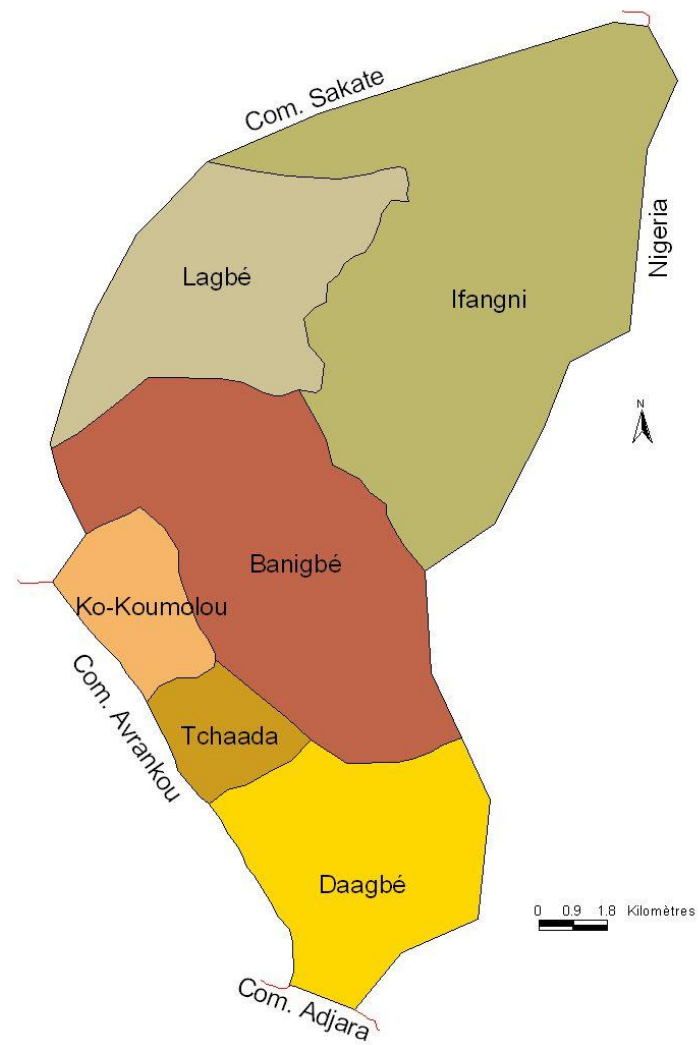 Com. Sakate
Lagbé
Nigeria
Ifangni
N
Banigbé
Ko-Koumolou
Com. Avrankou
Tchaada
Daagbé
0 0.9 1.8 Kilomètres
Com. Adjara